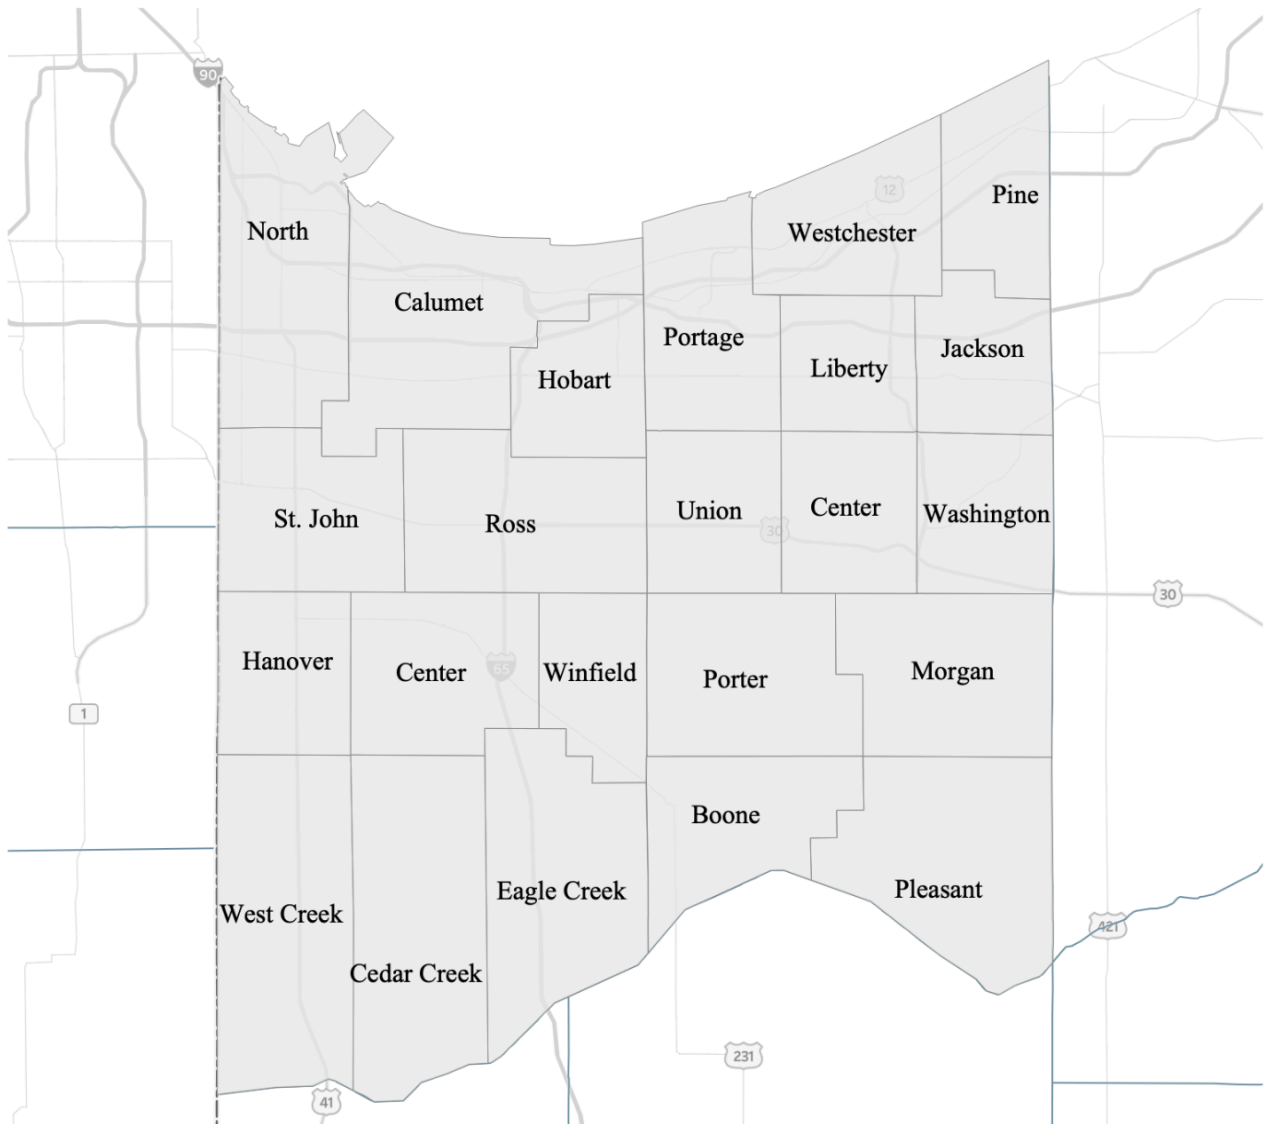 90
12
Pine
North
Westchester
Calumet
Portage
Jackson
Liberty
Hobart
Union
Center
Washington
St. John
Ross
30
30
Hanover
Center
65
Winfield
Porter
Morgan
1
Boone
Eagle Creek
Pleasant
West Creek
421
Cedar Creek
231
41